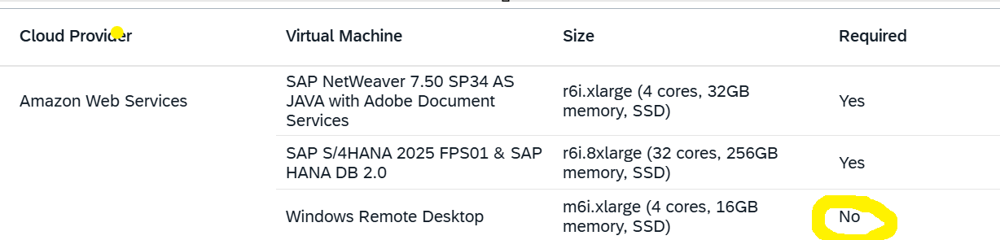 Cloud Provider Virtual Machine Size Required
SAP NetWeaver 7.50 SP34 AS
Amazon Web Services JAVA with Adobe Document r6i.xlarge (4 cores, 32GB Yes
Services memory, SSD)
SAP S/4HANA 2025 FPS01 & SAP r6i.8xlarge (32 cores, 256GB Yes
HANA DB 2.0 memory, SSD)
Windows Remote Desktop m6i.xlarge (4 cores, 16GB No
memory, SSD)